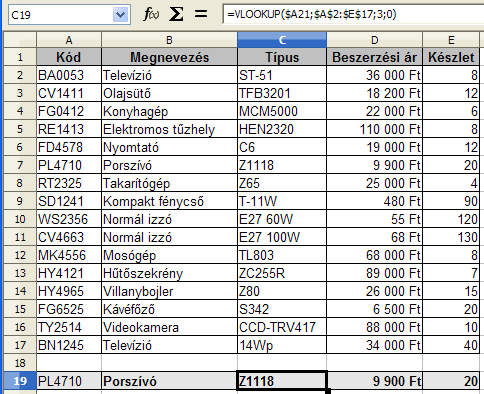 C19 f(x) Σ = =VLOOKUP($A21;$A$2:$E$17;3;0)
A B C D E
1 Kód Megnevezés Típus Beszerzési ár Készlet
2 BA0053 Televízió ST-51 36 000 Ft 8
3 CV1411 Olajsütő TFB3201 18 200 Ft 12
4 FG0412 Konyhagép MCM5000 22 000 Ft 6
5 RE1413 Elektromos tűzhely HEN2320 110 000 Ft 8
6 FD4578 Nyomtató C6 19 000 Ft 12
7 PL4710 Porszívó Z1118 9 900 Ft 20
8 RT2325 Takarítógép Z65 25 000 Ft 4
9 SD1241 Kompakt fénycső T-11W 480 Ft 90
10 WS2356 Normál izzó E27 60W 55 Ft 120
11 CV4663 Normál izzó E27 100W 68 Ft 130
12 MK4556 Mosógép TL803 68 000 Ft 8
13 HY4121 Hűtőszekrény ZC255R 89 000 Ft 7
14 HY4965 Villanybojler Z80 26 000 Ft 15
15 FG6525 Kávéfőző S342 6 500 Ft 20
16 TY2514 Videokamera CCD-TRV417 88 000 Ft 10
17 BN1245 Televízió 14Wp 34 000 Ft 40
18
19 PL4710 Porszívó Z1118 9 900 Ft 20